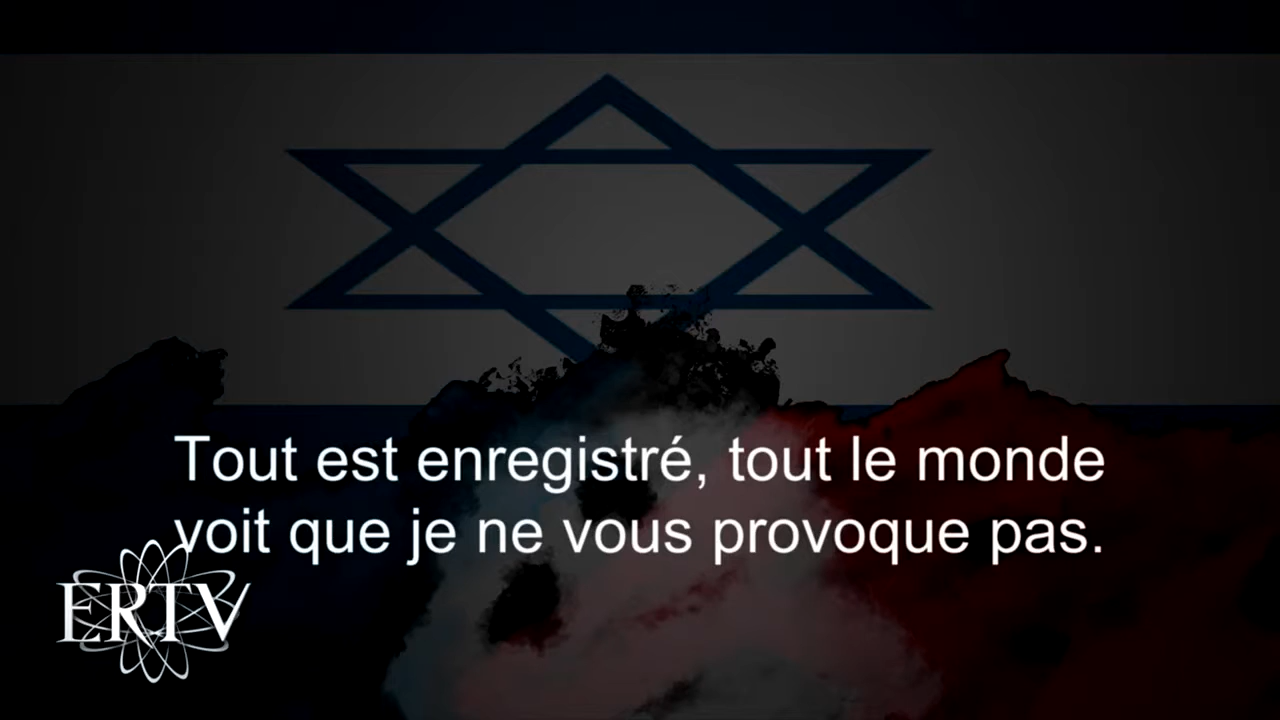 Tout est enregistré, tout le monde
voit que je ne vous provoque pas.
ERTV